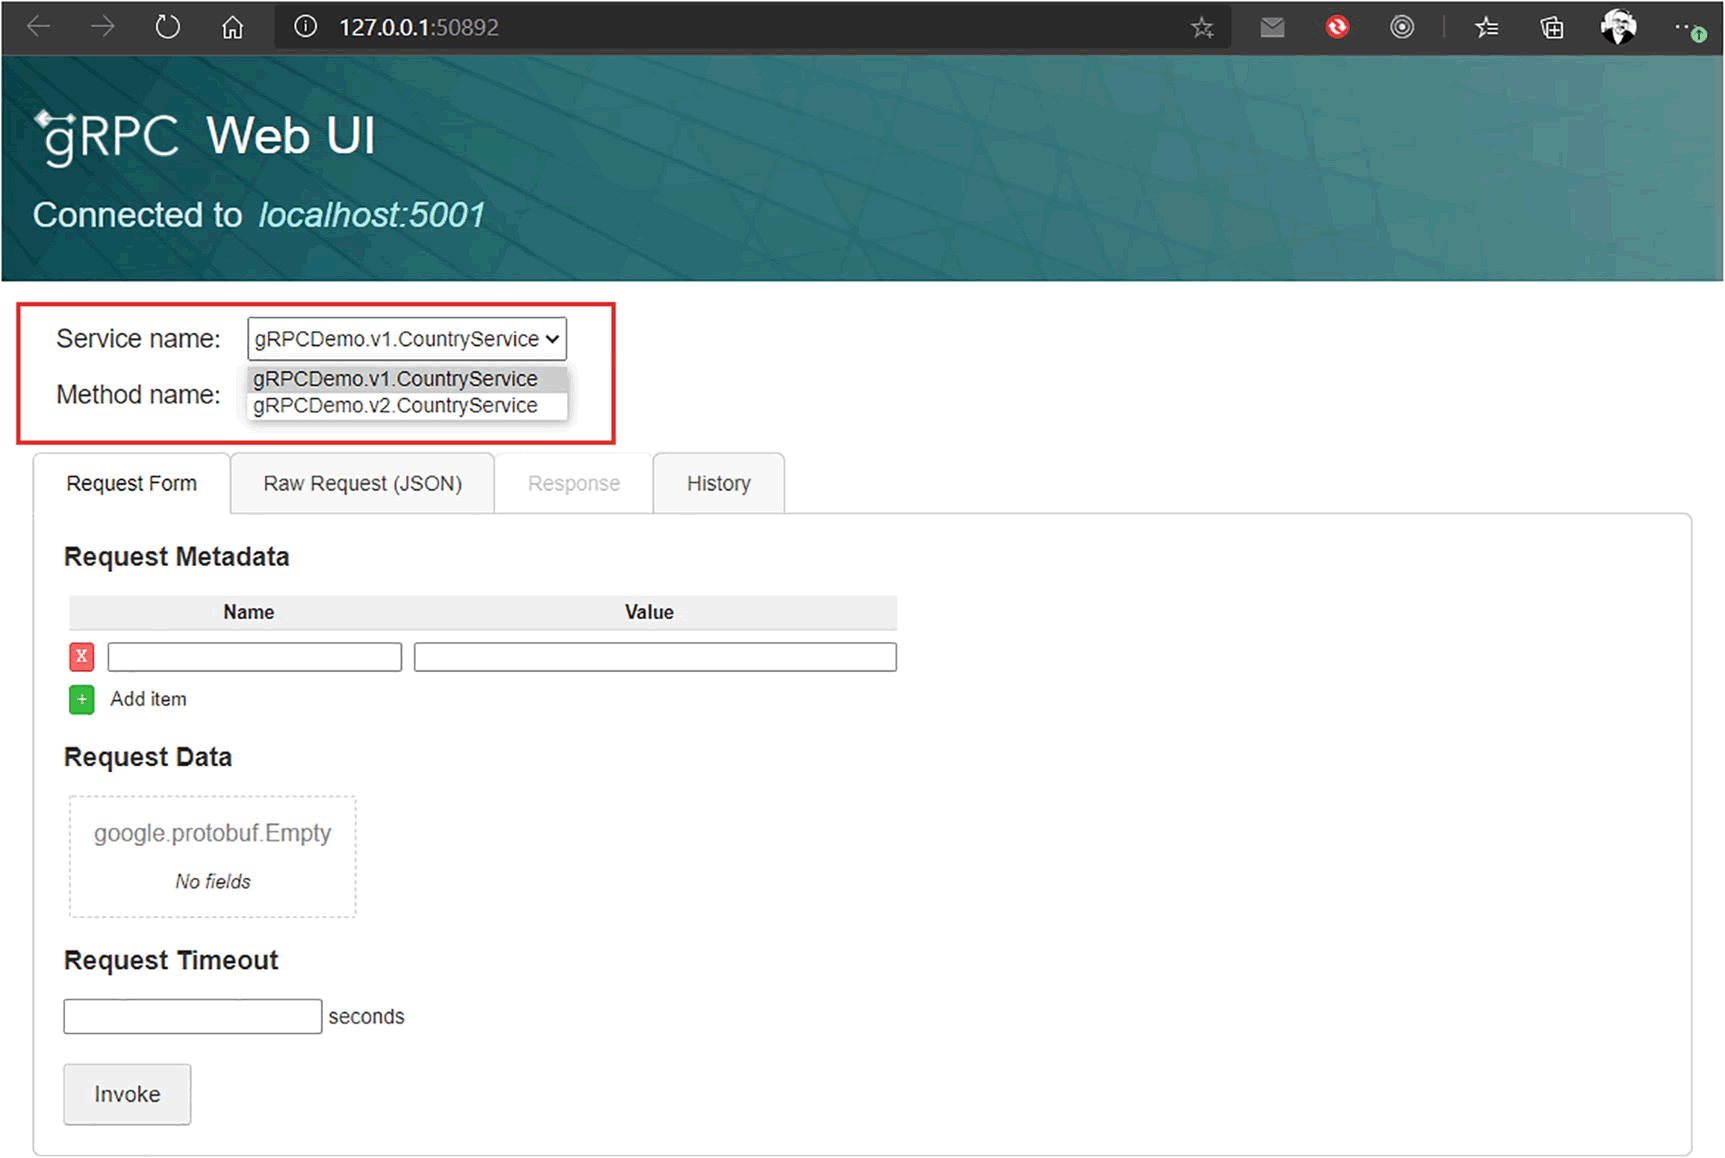 127.0.0.1:50892
gRPC Web UI
Connected to localhost:5001
Service name: gRPCDemo.v1.CountryService
gRPCDemo.v1.CountryService
Method name:
gRPCDemo.v2.CountryService
Request Form Raw Request (JSON) Response History
Request Metadata
Name Value
X
+ Add item
Request Data
google.protobuf.Empty
No fields
Request Timeout
seconds
Invoke